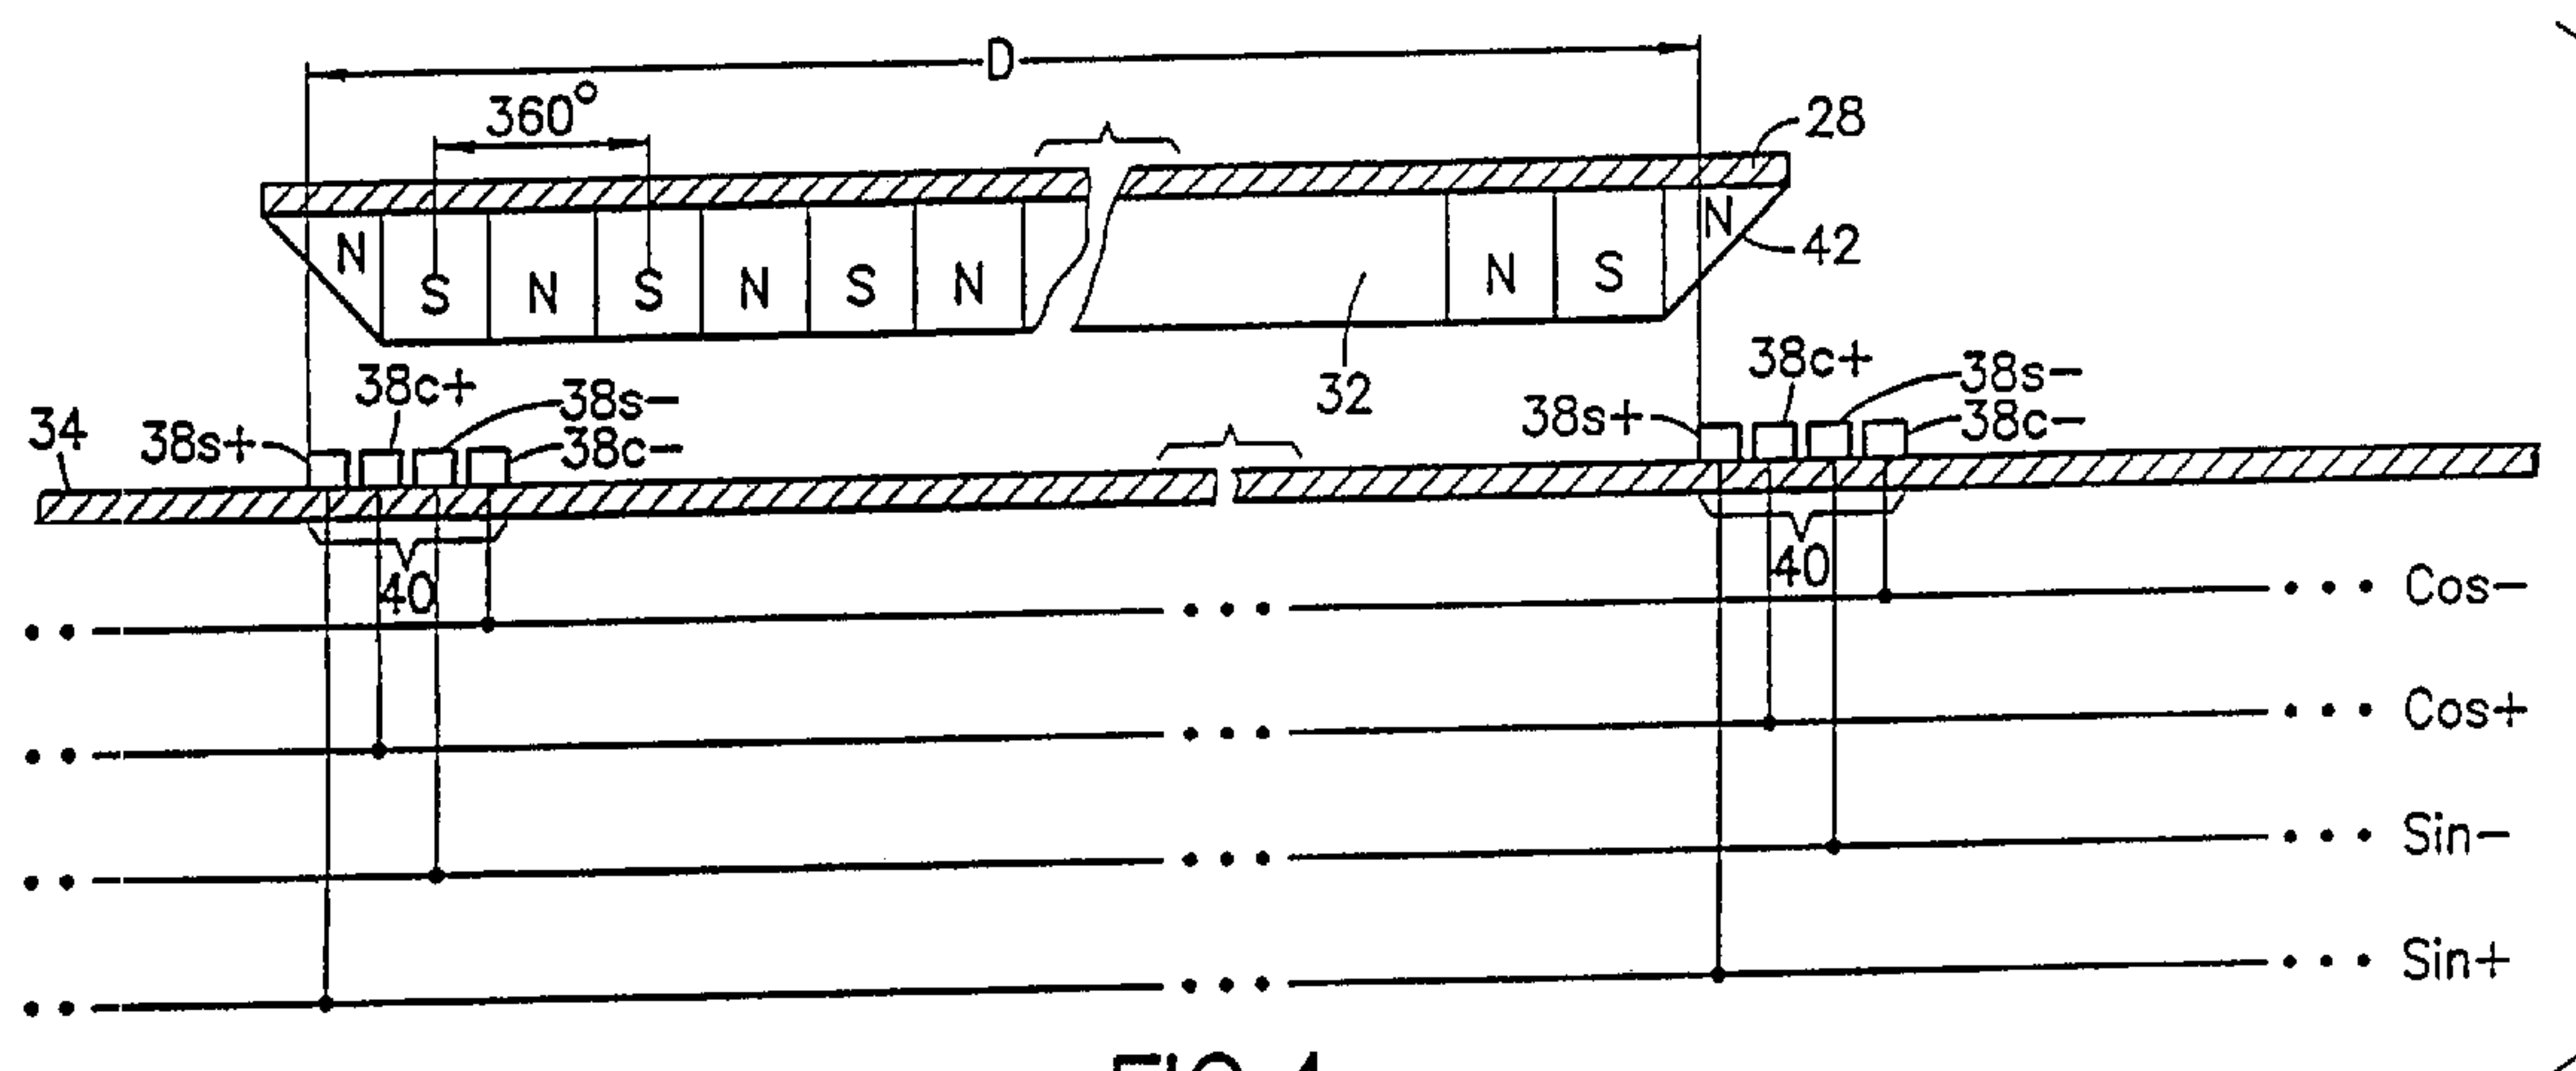 D
360°
28
N S N S N S N N S N
42
32
34
38s+ 38c+ 38s- 38c-
38s+ 38c+ 38s- 38c-
40 40
Cos-
Cos+
Sin-
Sin+